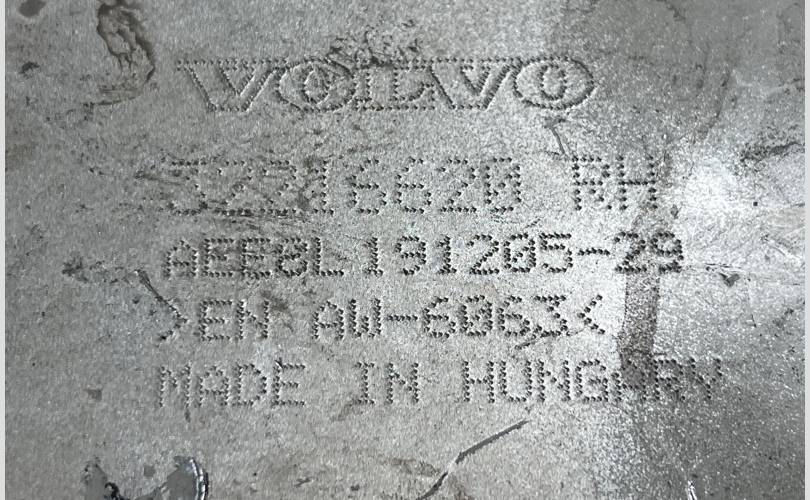 VOLVO
32216620 RH
AEE8L 191205-29
>EN AW-6063<
MADE IN HUNGARY